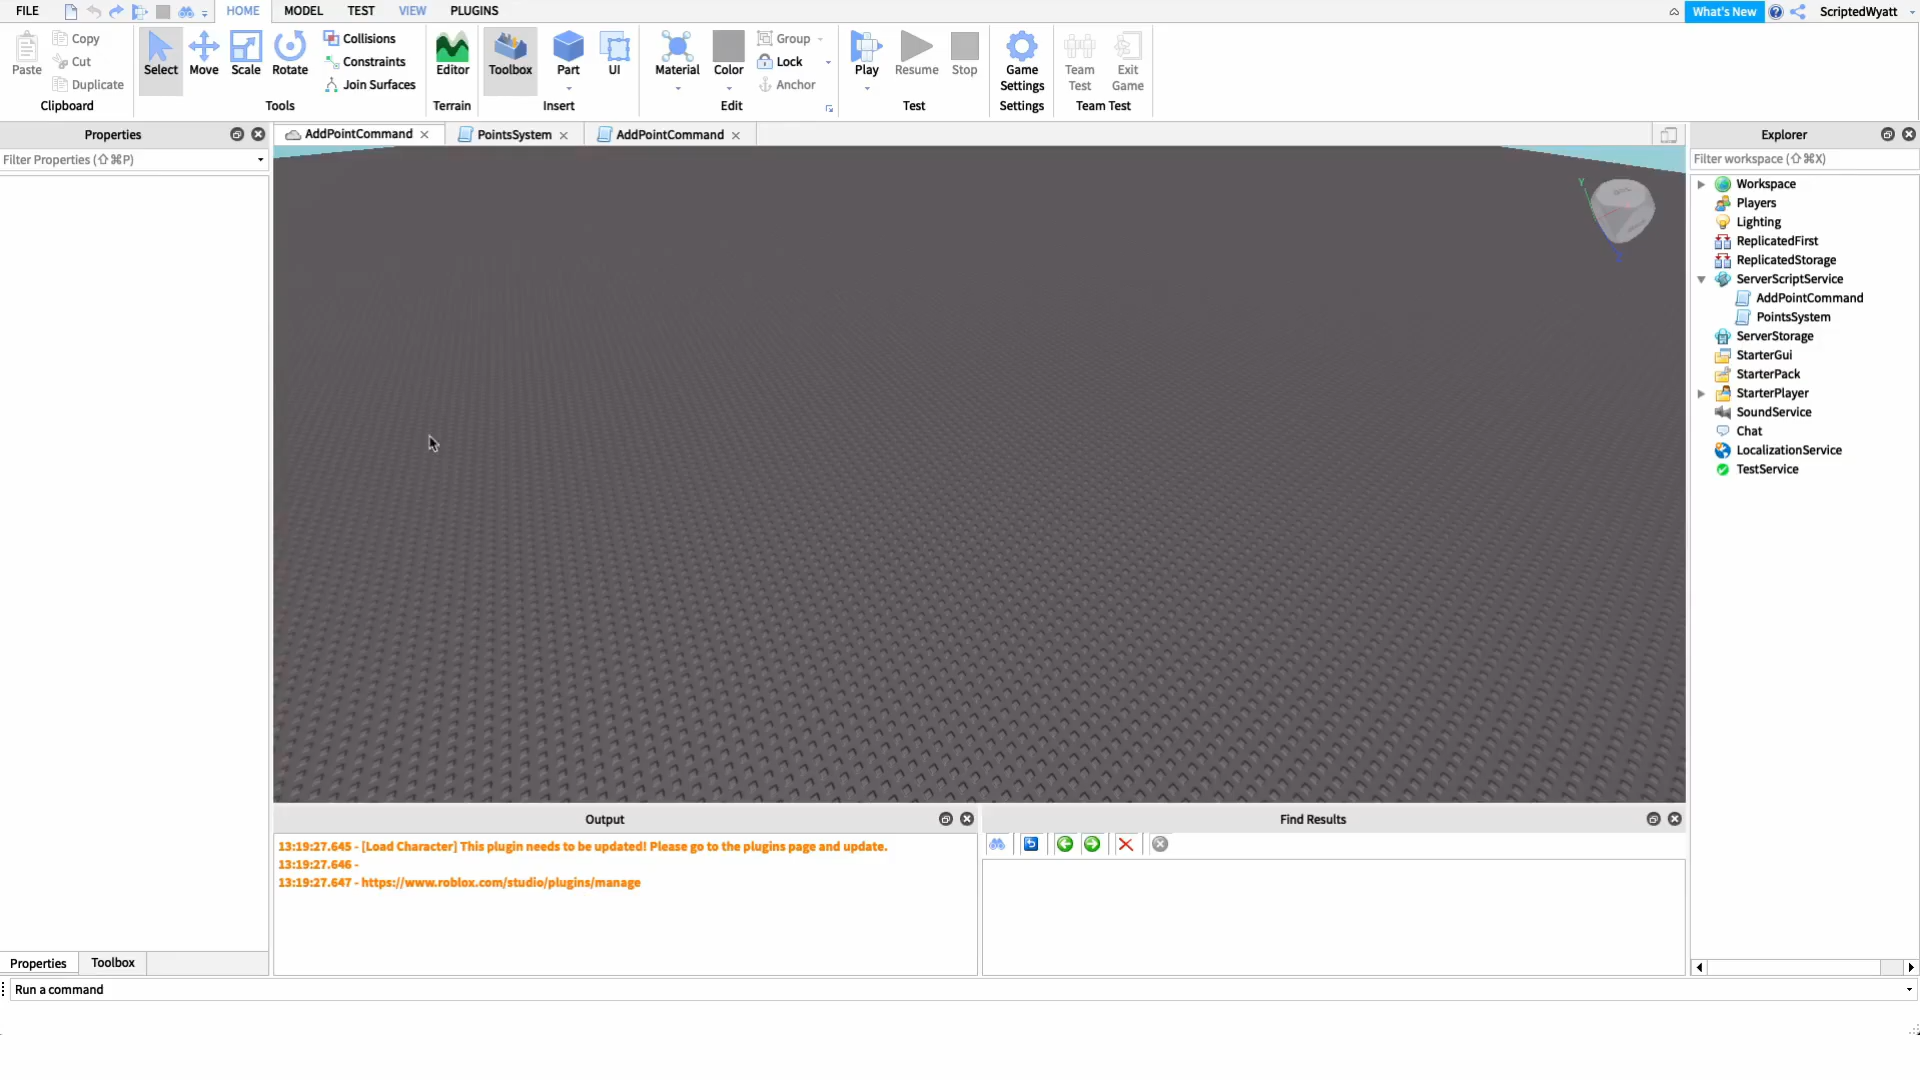 FILE HOME MODEL TEST VIEW PLUGINS What's New ScriptedWyatt
Paste Copy Cut Duplicate
Clipboard
Select Move Scale Rotate Collisions Constraints Join Surfaces
Tools
Editor
Terrain
Toolbox Part UI
Insert
Material Color Group Lock Anchor
Edit
Play Resume Stop
Test
Game Settings
Settings
Team Test Exit Game
Team Test
Properties
Filter Properties (⇧⌘P)
AddPointCommand PointsSystem AddPointCommand
Y
Explorer
Filter workspace (⇧⌘X)
Workspace
Players
Lighting
ReplicatedFirst
ReplicatedStorage
ServerScriptService
AddPointCommand
PointsSystem
ServerStorage
StarterGui
StarterPack
StarterPlayer
SoundService
Chat
LocalizationService
TestService
Output
13:19:27.645 - [Load Character] This plugin needs to be updated! Please go to the plugins page and update.
13:19:27.646 -
13:19:27.647 - https://www.roblox.com/studio/plugins/manage
Find Results
Properties Toolbox
Run a command